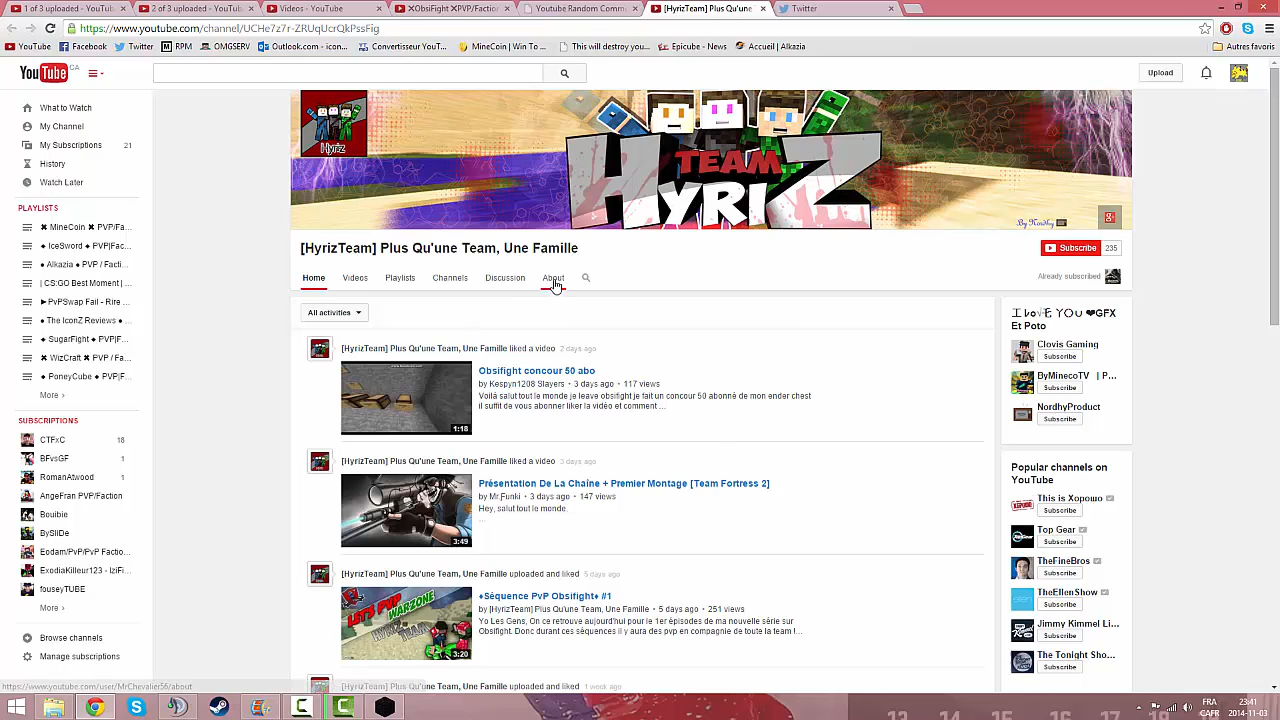 1 of 3 uploaded
2 of 3 uploaded
Videos - YouTube
✕ObsiFight ✕PVP/Faction
Youtube Random Comme
[HyrizTeam] Plus Qu'une
Twitter
https://www.youtube.com/channel/UCHe7z7r-ZRUqUcrQkPssFig
YouTube
Facebook
Twitter
RPM
OMGSERV
Outlook.com - icon...
Convertisseur You t...
MineCoin | Win To ...
This will destroy you...
Epicube - News
Accueil | Alkazia
Autres favoris
YouTube CA
Upload
What to Watch
My Channel
My Subscriptions 21
History
Watch Later
PLAYLISTS
✖ MineCoin ✖ PVP/Fa...
♦ IceSword ♦ PVP|Fac...
● Alkazia ● PVP / Facti...
| CS:GO Best Moment | ...
►PvPSwap Fail - Rire ...
● The IconZ Reviews ● ...
♦ SugarFight ♦ PVP|F...
✖ WizCraft ✖ PVP / Fa...
♦ PoneyCube ♦ PVP|F...
More ›
SUBSCRIPTIONS
CTFxC 18
BFvsGF 1
RomanAtwood 1
AngeFran PVP/Faction
Bouibie
BySliDe
Eodam/PvP/PvP Factio...
ExodiaKilleur123 - IziFi...
fouseyTUBE
More ›
Browse channels
Manage subscriptions
Hyriz
TEAM
HYRIZ
By Nordhy
[HyrizTeam] Plus Qu'une Team, Une Famille
Subscribe 235
Home Videos Playlists Channels Discussion About
Already subscribed
All activities
[HyrizTeam] Plus Qu'une Team, Une Famille liked a video 2 days ago
Obsifight concour 50 abo
by Kespyn1208 Slayers • 3 days ago • 117 views
Voilà salut tout le monde je leave obsifight je fait un concour 50 abonné de mon ender chest
il suffit de vous abonner liker la vidéo et comment ...
1:18
[HyrizTeam] Plus Qu'une Team, Une Famille liked a video 3 days ago
Présentation De La Chaîne + Premier Montage [Team Fortress 2]
by Mr.Funki • 3 days ago • 147 views
Hey, salut tout le monde.
...
3:49
[HyrizTeam] Plus Qu'une Team, Une Famille uploaded and liked 5 days ago
♦Séquence PvP Obsifight♦ #1
by [HyrizTeam] Plus Qu'une Team, Une Famille • 5 days ago • 251 views
Yo Les Gens, On ce retrouve aujourd'hui pour le 1er épisodes de ma nouvelle série sur
Obsifight. Donc durant ces séquences il y aura des pvp en compagnie de toute la team !...
LETS PVP
WARZONE
HYRIZ TEAM
3:20
[HyrizTeam] Plus Qu'une Team, Une Famille uploaded and liked 1 week ago
YOU ❤GFX
Et Poto
Clovis Gaming
Subscribe
ByMinecoTV | P...
Subscribe
NordhyProduct
Subscribe
Popular channels on
YouTube
This is Хорошо
Subscribe
Top Gear
Subscribe
TheFineBros
Subscribe
TheEllenShow
Subscribe
Jimmy Kimmel Li...
Subscribe
The Tonight Sho...
Subscribe
https://www.youtube.com/user/MrChevalier56/about
13 14 15 16 17 18
FRA
CAFR
23:41
2014-11-03